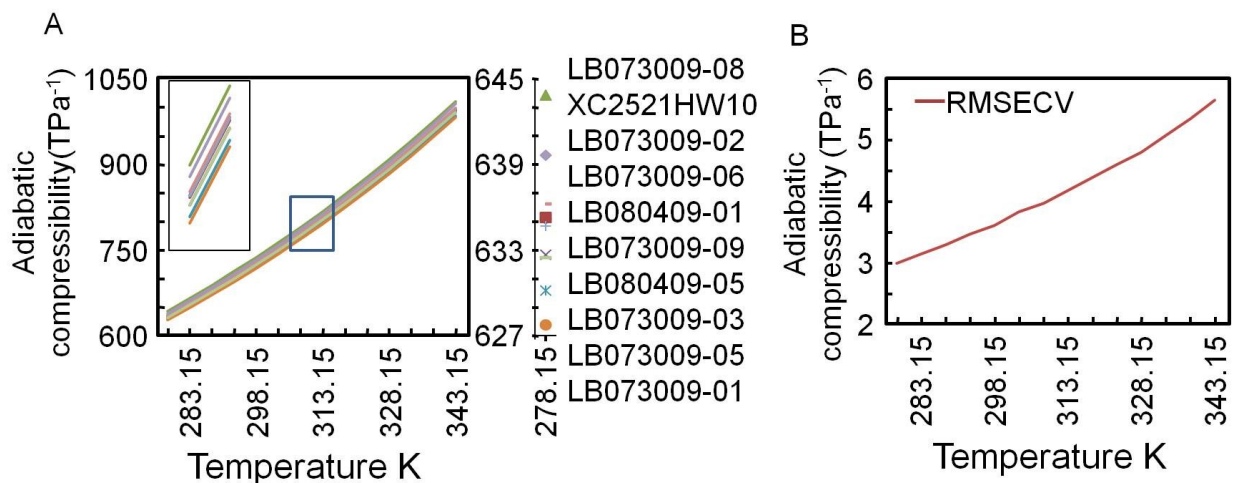 A
Adiabatic
compressibility(TPa⁻¹)
1050
900
750
600
283.15
298.15
313.15
328.15
343.15
Temperature K
645
639
633
627
278.15
LB073009-08
XC2521HW10
LB073009-02
LB073009-06
LB080409-01
LB073009-09
LB080409-05
LB073009-03
LB073009-05
LB073009-01
B
Adiabatic
compressibility (TPa⁻¹)
6
5
4
3
2
RMSECV
283.15
298.15
313.15
328.15
343.15
Temperature K